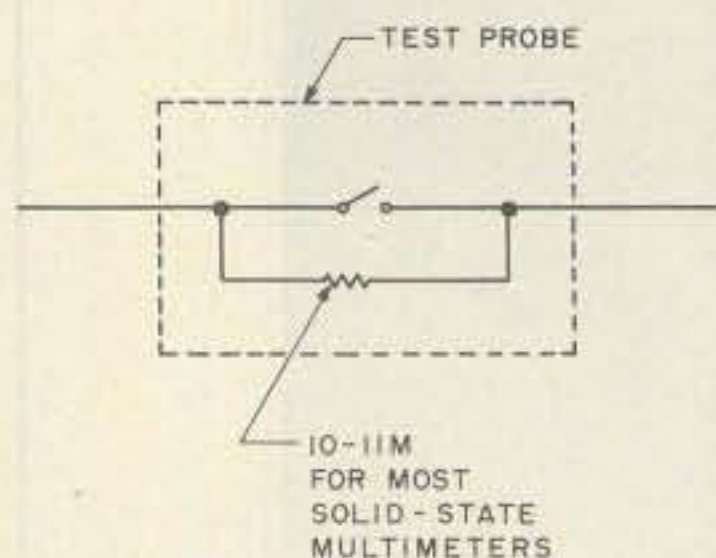 TEST PROBE
10-11M
FOR MOST
SOLID-STATE
MULTIMETERS